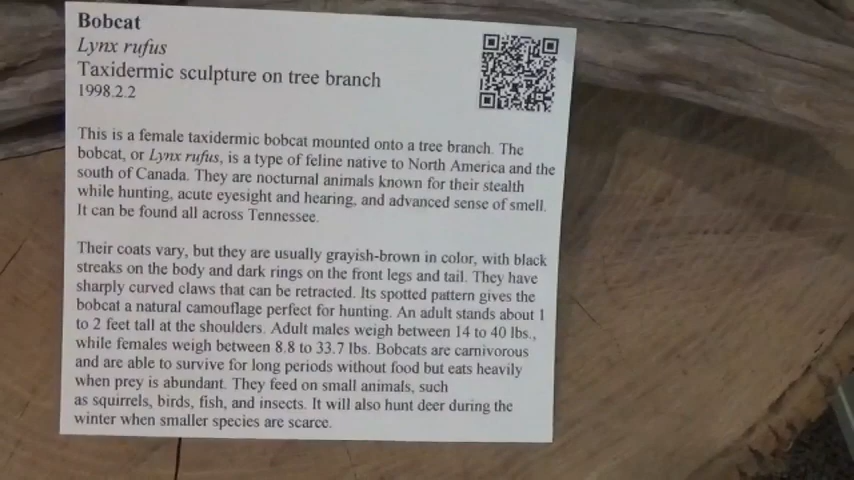 Bobcat
Lynx rufus
Taxidermic sculpture on tree branch
1998.2.2
This is a female taxidermic bobcat mounted onto a tree branch. The
bobcat, or Lynx rufus, is a type of feline native to North America and the
south of Canada. They are nocturnal animals known for their stealth
while hunting, acute eyesight and hearing, and advanced sense of smell.
It can be found all across Tennessee.
Their coats vary, but they are usually grayish-brown in color, with black
streaks on the body and dark rings on the front legs and tail. They have
sharply curved claws that can be retracted. Its spotted pattern gives the
bobcat a natural camouflage perfect for hunting. An adult stands about 1
to 2 feet tall at the shoulders. Adult males weigh between 14 to 40 lbs.,
while females weigh between 8.8 to 33.7 lbs. Bobcats are carnivorous
and are able to survive for long periods without food but eats heavily
when prey is abundant. They feed on small animals, such
as squirrels, birds, fish, and insects. It will also hunt deer during the
winter when smaller species are scarce.